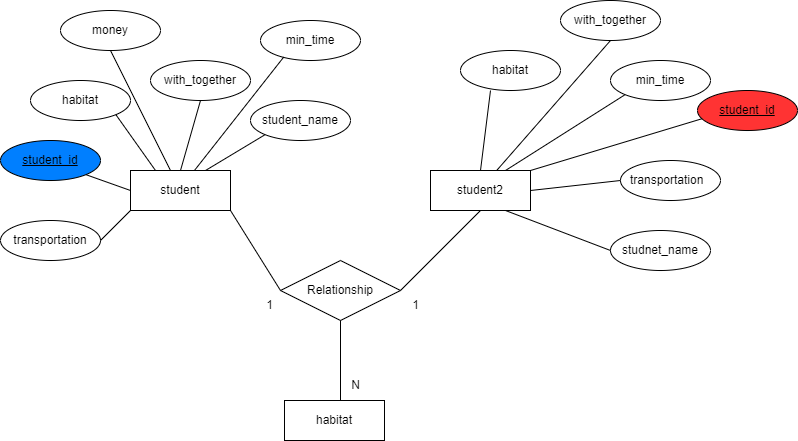 money
with_together
min_time
min_time
with_together
habitat
habitat
student_id
student_name
student_id
student
student2
transportation
transportation
studnet_name
Relationship
1
1
N
habitat